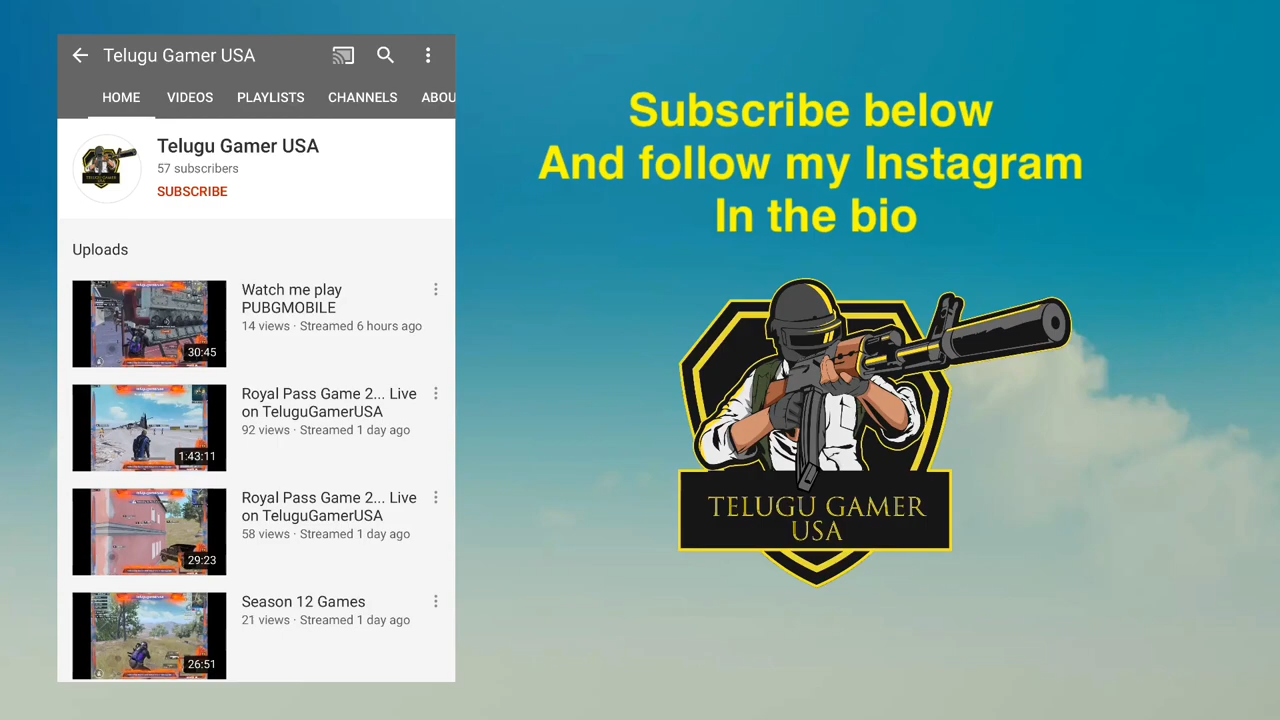 Telugu Gamer USA
HOME VIDEOS PLAYLISTS CHANNELS ABOU
Telugu Gamer USA
57 subscribers
SUBSCRIBE
Uploads
Watch me play
PUBGMOBILE
14 views · Streamed 6 hours ago
30:45
Royal Pass Game 2... Live
on TeluguGamerUSA
92 views · Streamed 1 day ago
1:43:11
Royal Pass Game 2... Live
on TeluguGamerUSA
58 views · Streamed 1 day ago
29:23
Season 12 Games
21 views · Streamed 1 day ago
26:51
Subscribe below
And follow my Instagram
In the bio
TELUGU GAMER
USA